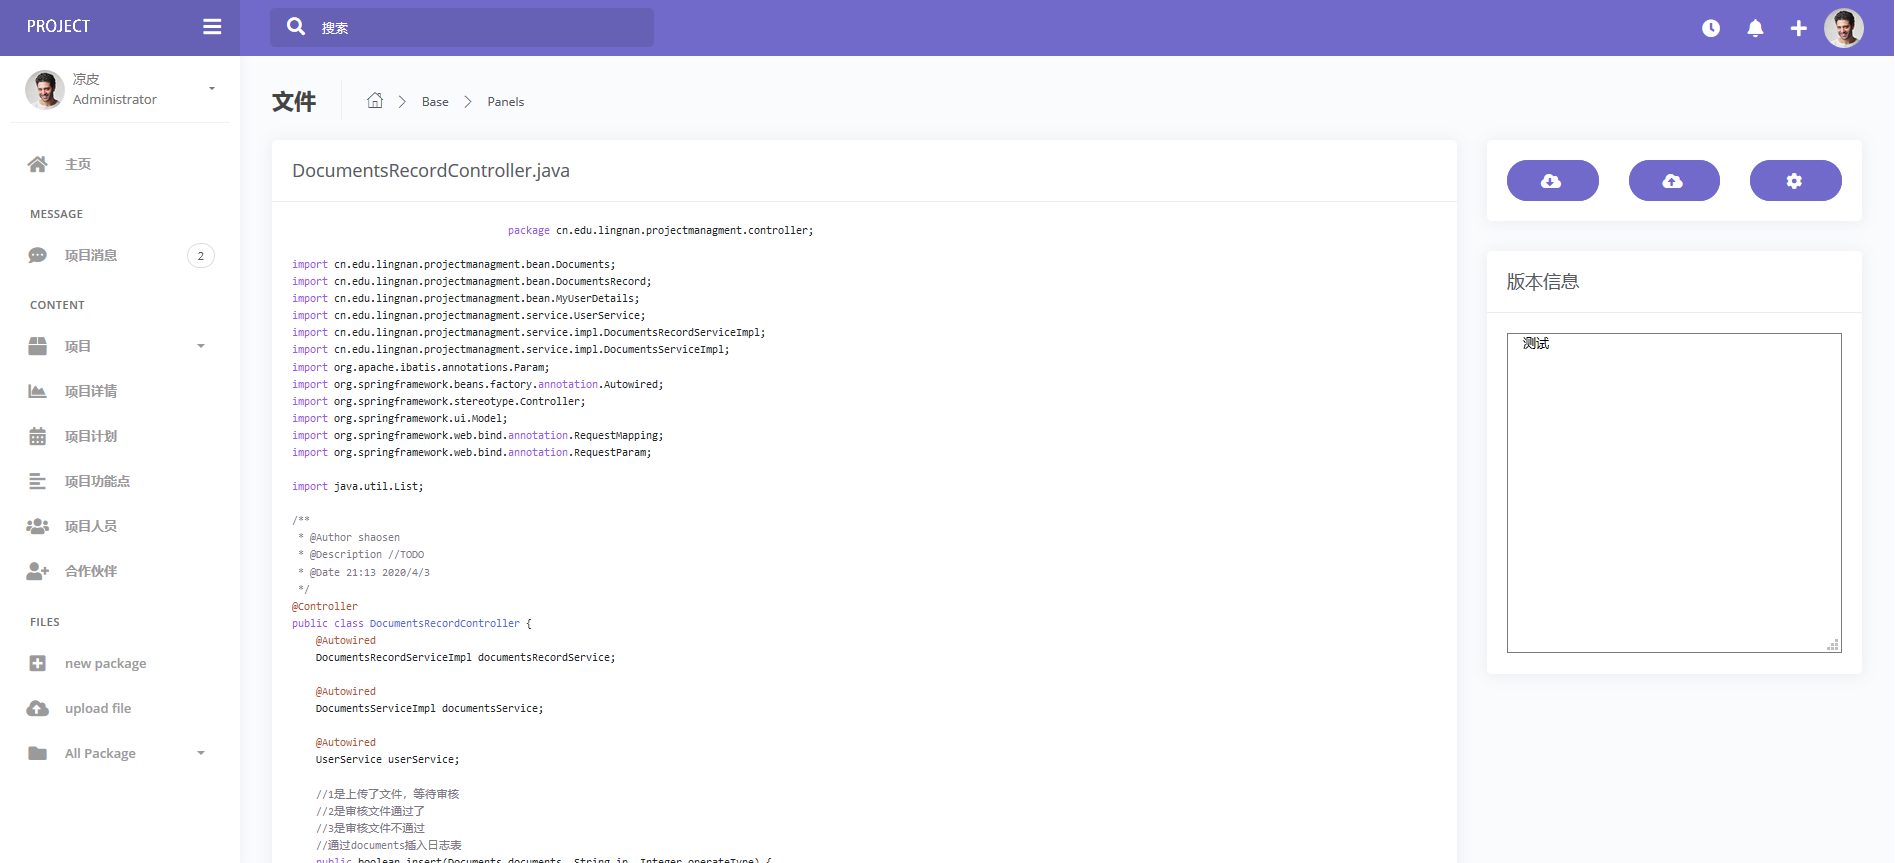 PROJECT
搜索
凉皮
Administrator
主页
MESSAGE
项目消息 2
CONTENT
项目
项目详情
项目计划
项目功能点
项目人员
合作伙伴
FILES
new package
upload file
All Package
文件
Base
Panels
DocumentsRecordController.java
package cn.edu.lingnan.projectmanagment.controller;
import cn.edu.lingnan.projectmanagment.bean.Documents;
import cn.edu.lingnan.projectmanagment.bean.DocumentsRecord;
import cn.edu.lingnan.projectmanagment.bean.MyUserDetails;
import cn.edu.lingnan.projectmanagment.service.UserService;
import cn.edu.lingnan.projectmanagment.service.impl.DocumentsRecordServiceImpl;
import cn.edu.lingnan.projectmanagment.service.impl.DocumentsServiceImpl;
import org.apache.ibatis.annotations.Param;
import org.springframework.beans.factory.annotation.Autowired;
import org.springframework.stereotype.Controller;
import org.springframework.ui.Model;
import org.springframework.web.bind.annotation.RequestMapping;
import org.springframework.web.bind.annotation.RequestParam;
import java.util.List;
/**
* @Author shaosen
* @Description //TODO
* @Date 21:13 2020/4/3
*/
@Controller
public class DocumentsRecordController {
@Autowired
DocumentsRecordServiceImpl documentsRecordService;
@Autowired
DocumentsServiceImpl documentsService;
@Autowired
UserService userService;
//1是上传了文件，等待审核
//2是审核文件通过了
//3是审核文件不通过
//通过documents插入日志表
public boolean insert(Documents documents, String ip, Integer operateType) {
版本信息
测试